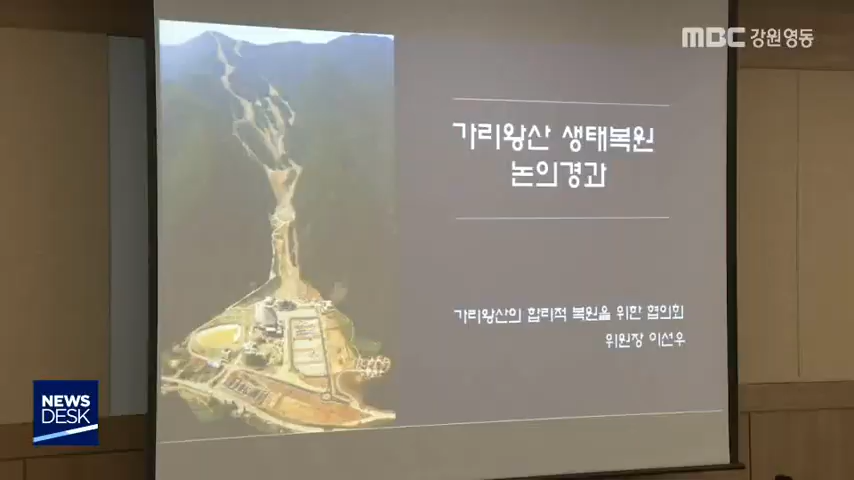 MBC 강원영동
가리왕산 생태복원
논의경과
가리왕산의 합리적 복원을 위한 협의회
위원장 이선우
NEWS
DESK